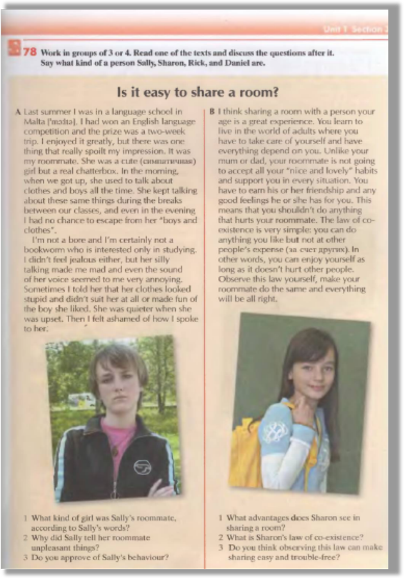 Unit 1 Section 2
78 Work in groups of 3 or 4. Read one of the texts and discuss the questions after it.
Say what kind of a person Sally, Sharon, Rick, and Daniel are.
Is it easy to share a room?
A Last summer I was in a language school in
Malta [ˈmɔltə]. I had won an English language
competition and the prize was a two-week
trip. I enjoyed it greatly, but there was one
thing that really spoilt my impression. It was
my roommate. She was a cute (симпатичная)
girl but a real chatterbox. In the morning,
when we got up, she used to talk about
clothes and boys all the time. She kept talking
about these same things during the breaks
between our classes, and even in the evening
I had no chance to escape from her "boys and
clothes".
I'm not a bore and I'm certainly not a
bookworm who is interested only in studying.
I didn't feel jealous either, but her silly
talking made me mad and even the sound
of her voice seemed to me very annoying.
Sometimes I told her that her clothes looked
stupid and didn't suit her at all or made fun of
the boy she liked. She was quieter when she
was upset. Then I felt ashamed of how I spoke
to her.
1 What kind of girl was Sally's roommate,
according to Sally's words?
2 Why did Sally tell her roommate
unpleasant things?
3 Do you approve of Sally's behaviour?
B I think sharing a room with a person your
age is a great experience. You learn to
live in the world of adults where you
have to take care of yourself and have
everything depend on you. Unlike your
mum or dad, your roommate is not going
to accept all your "nice and lovely" habits
and support you in every situation. You
have to earn his or her friendship and any
good feelings he or she has for you. This
means that you shouldn't do anything
that hurts your roommate. The law of co-
existence is very simple: you can do
anything you like but not at other
people's expense (за счет других). In
other words, you can enjoy yourself as
long as it doesn't hurt other people.
Observe this law yourself, make your
roommate do the same and everything
will be all right.
1 What advantages does Sharon see in
sharing a room?
2 What is Sharon's law of co-existence?
3 Do you think observing this law can make
sharing easy and trouble-free?